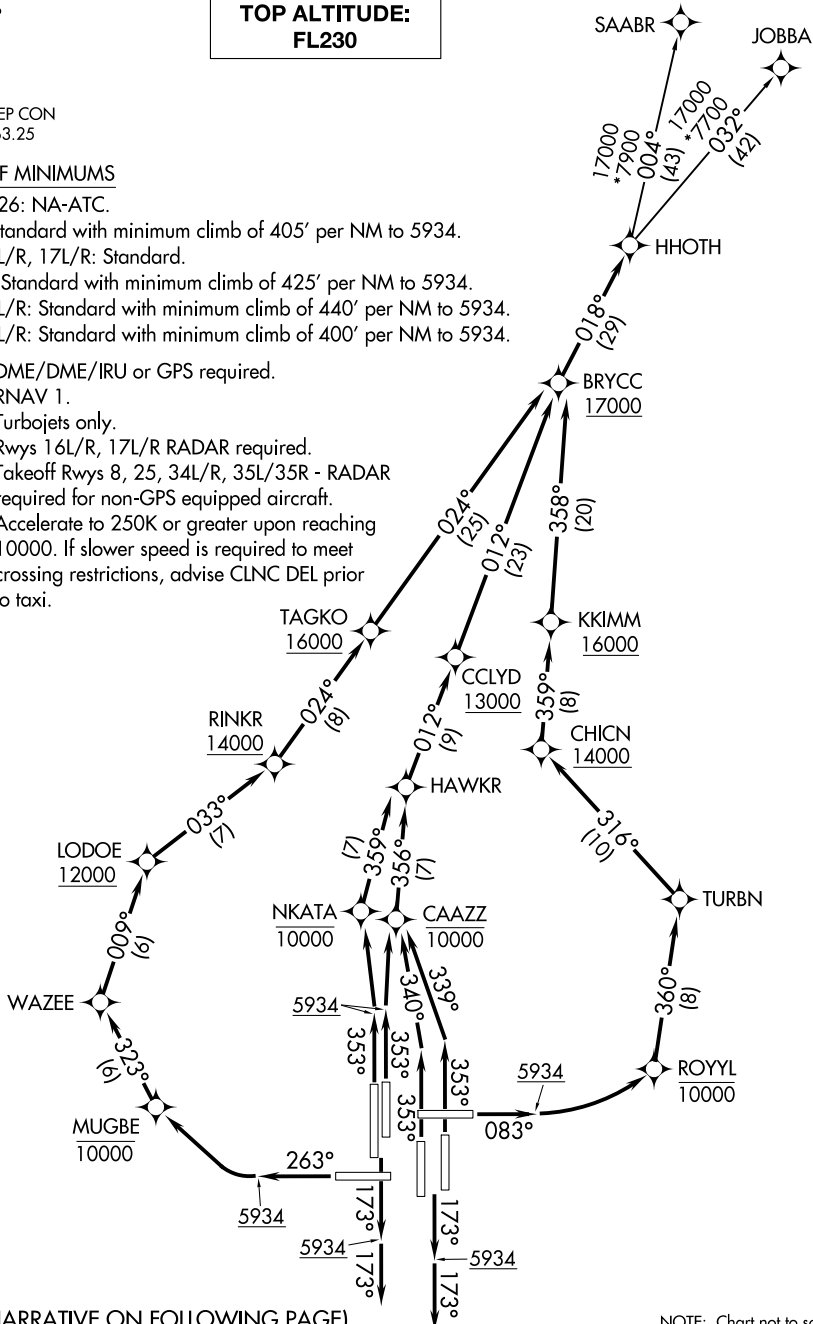 TOP ALTITUDE:
FL230
SAABR
JOBBA
EP CON
3.25
F MINIMUMS
26: NA-ATC.
tandard with minimum climb of 405' per NM to 5934.
L/R, 17L/R: Standard.
Standard with minimum climb of 425' per NM to 5934.
L/R: Standard with minimum climb of 440' per NM to 5934.
L/R: Standard with minimum climb of 400' per NM to 5934.
DME/DME/IRU or GPS required.
RNAV 1.
Turbojets only.
Rwys 16L/R, 17L/R RADAR required.
Takeoff Rwys 8, 25, 34L/R, 35L/35R - RADAR
required for non-GPS equipped aircraft.
Accelerate to 250K or greater upon reaching
10000. If slower speed is required to meet
crossing restrictions, advise CLNC DEL prior
to taxi.
17000
*7900
004°
(43)
17000
*7700
032°
(42)
HHOTH
018°
(29)
BRYCC
17000
024°
(25)
012°
(23)
358°
(20)
TAGKO
16000
KKIMM
16000
CCLYD
13000
024°
(8)
012°
(9)
359°
(8)
RINKR
14000
CHICN
14000
HAWKR
033°
(7)
316°
(10)
LODOE
12000
359°
(7)
356°
(7)
NKATA
10000
CAAZZ
10000
TURBN
009°
(6)
WAZEE
340°
339°
360°
(8)
5934
353°
353°
353°
353°
323°
(6)
ROYYL
10000
5934
083°
MUGBE
10000
263°
5934
173°
5934
173°
173°
5934
173°
NARRATIVE ON FOLLOWING PAGE)
NOTE: Chart not to sc